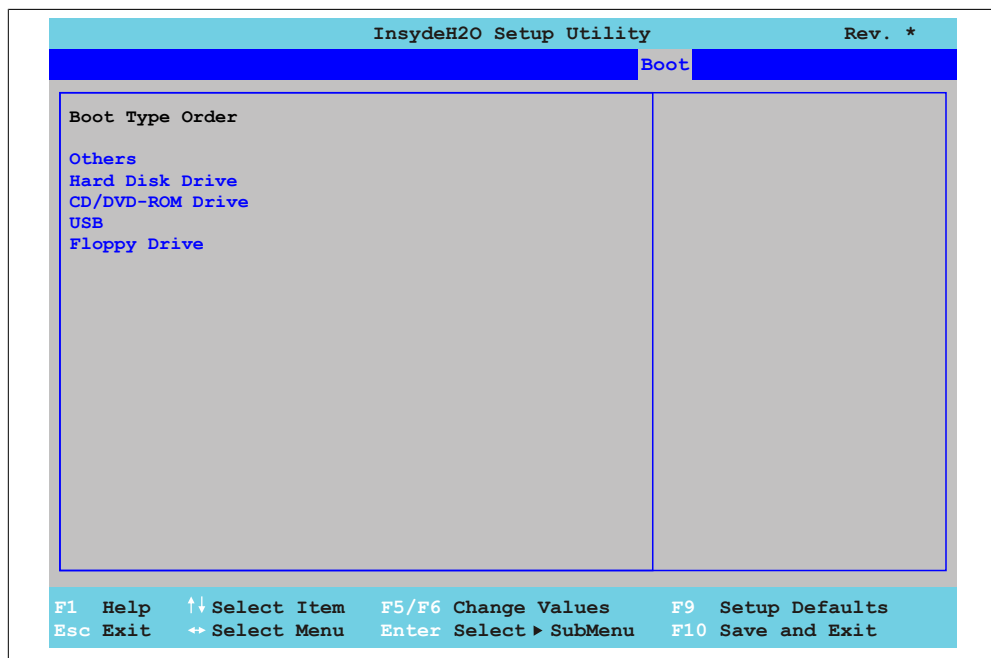 InsydeH2O Setup Utility Rev. *
Boot
Boot Type Order
Others
Hard Disk Drive
CD/DVD-ROM Drive
USB
Floppy Drive
F1 Help ↑↓ Select Item F5/F6 Change Values F9 Setup Defaults
Esc Exit ↔ Select Menu Enter Select ▶ SubMenu F10 Save and Exit